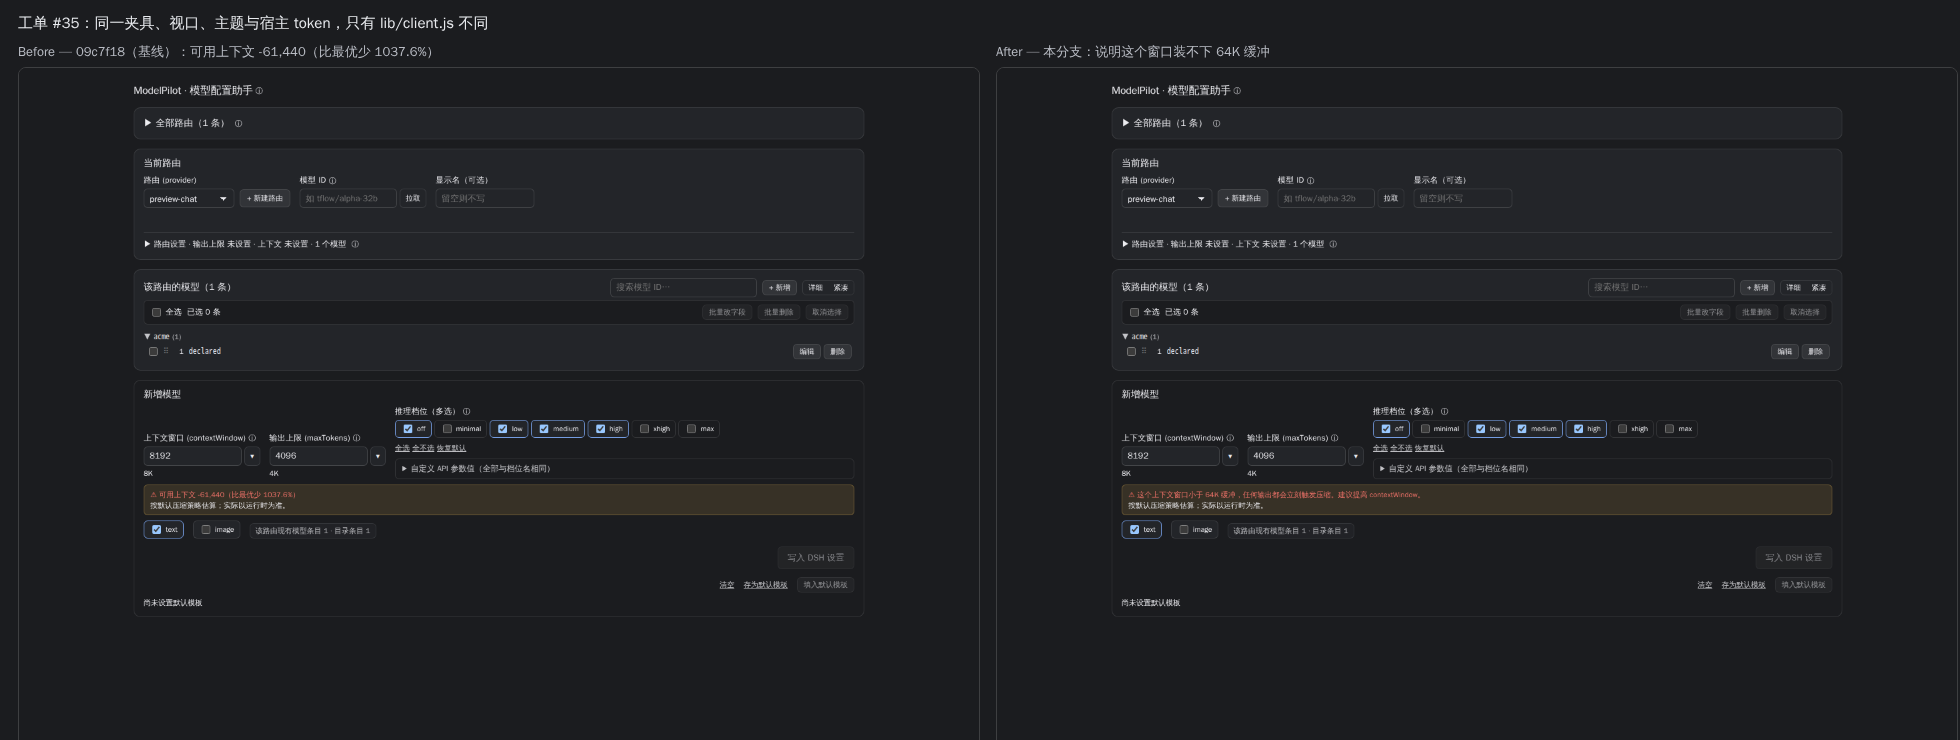 工单 #35：同一夹具、视口、主题与宿主 token，只有 lib/client.js 不同
Before — 09c7f18（基线）：可用上下文 -61,440（比最优少 1037.6%）
ModelPilot · 模型配置助手 ⓘ
▶ 全部路由（1 条） ⓘ
当前路由
路由 (provider) 模型 ID ⓘ 显示名（可选）
preview-chat + 新建路由 如 tflow/alpha-32b 拉取 留空则不写
▶ 路由设置 · 输出上限 未设置 · 上下文 未设置 · 1 个模型 ⓘ
该路由的模型（1 条） 搜索模型 ID… + 新增 详细 紧凑
全选 已选 0 条 批量改字段 批量删除 取消选择
▼ acme (1)
1 declared 编辑 删除
新增模型
推理档位（多选） ⓘ
off minimal low medium high xhigh max
上下文窗口 (contextWindow) ⓘ 输出上限 (maxTokens) ⓘ
全选 全不选 恢复默认
8192 ▼ 4096 ▼
▶ 自定义 API 参数值（全部与档位名相同）
8K 4K
⚠ 可用上下文 -61,440（比最优少 1037.6%）
按默认压缩策略估算；实际以运行时为准。
text image 该路由现有模型条目 1 · 目录条目 1
写入 DSH 设置
清空 存为默认模板 填入默认模板
尚未设置默认模板
After — 本分支：说明这个窗口装不下 64K 缓冲
ModelPilot · 模型配置助手 ⓘ
▶ 全部路由（1 条） ⓘ
当前路由
路由 (provider) 模型 ID ⓘ 显示名（可选）
preview-chat + 新建路由 如 tflow/alpha-32b 拉取 留空则不写
▶ 路由设置 · 输出上限 未设置 · 上下文 未设置 · 1 个模型 ⓘ
该路由的模型（1 条） 搜索模型 ID… + 新增 详细 紧凑
全选 已选 0 条 批量改字段 批量删除 取消选择
▼ acme (1)
1 declared 编辑 删除
新增模型
推理档位（多选） ⓘ
off minimal low medium high xhigh max
上下文窗口 (contextWindow) ⓘ 输出上限 (maxTokens) ⓘ
全选 全不选 恢复默认
8192 ▼ 4096 ▼
▶ 自定义 API 参数值（全部与档位名相同）
8K 4K
⚠ 这个上下文窗口小于 64K 缓冲，任何输出都会立刻触发压缩。建议提高 contextWindow。
按默认压缩策略估算；实际以运行时为准。
text image 该路由现有模型条目 1 · 目录条目 1
写入 DSH 设置
清空 存为默认模板 填入默认模板
尚未设置默认模板